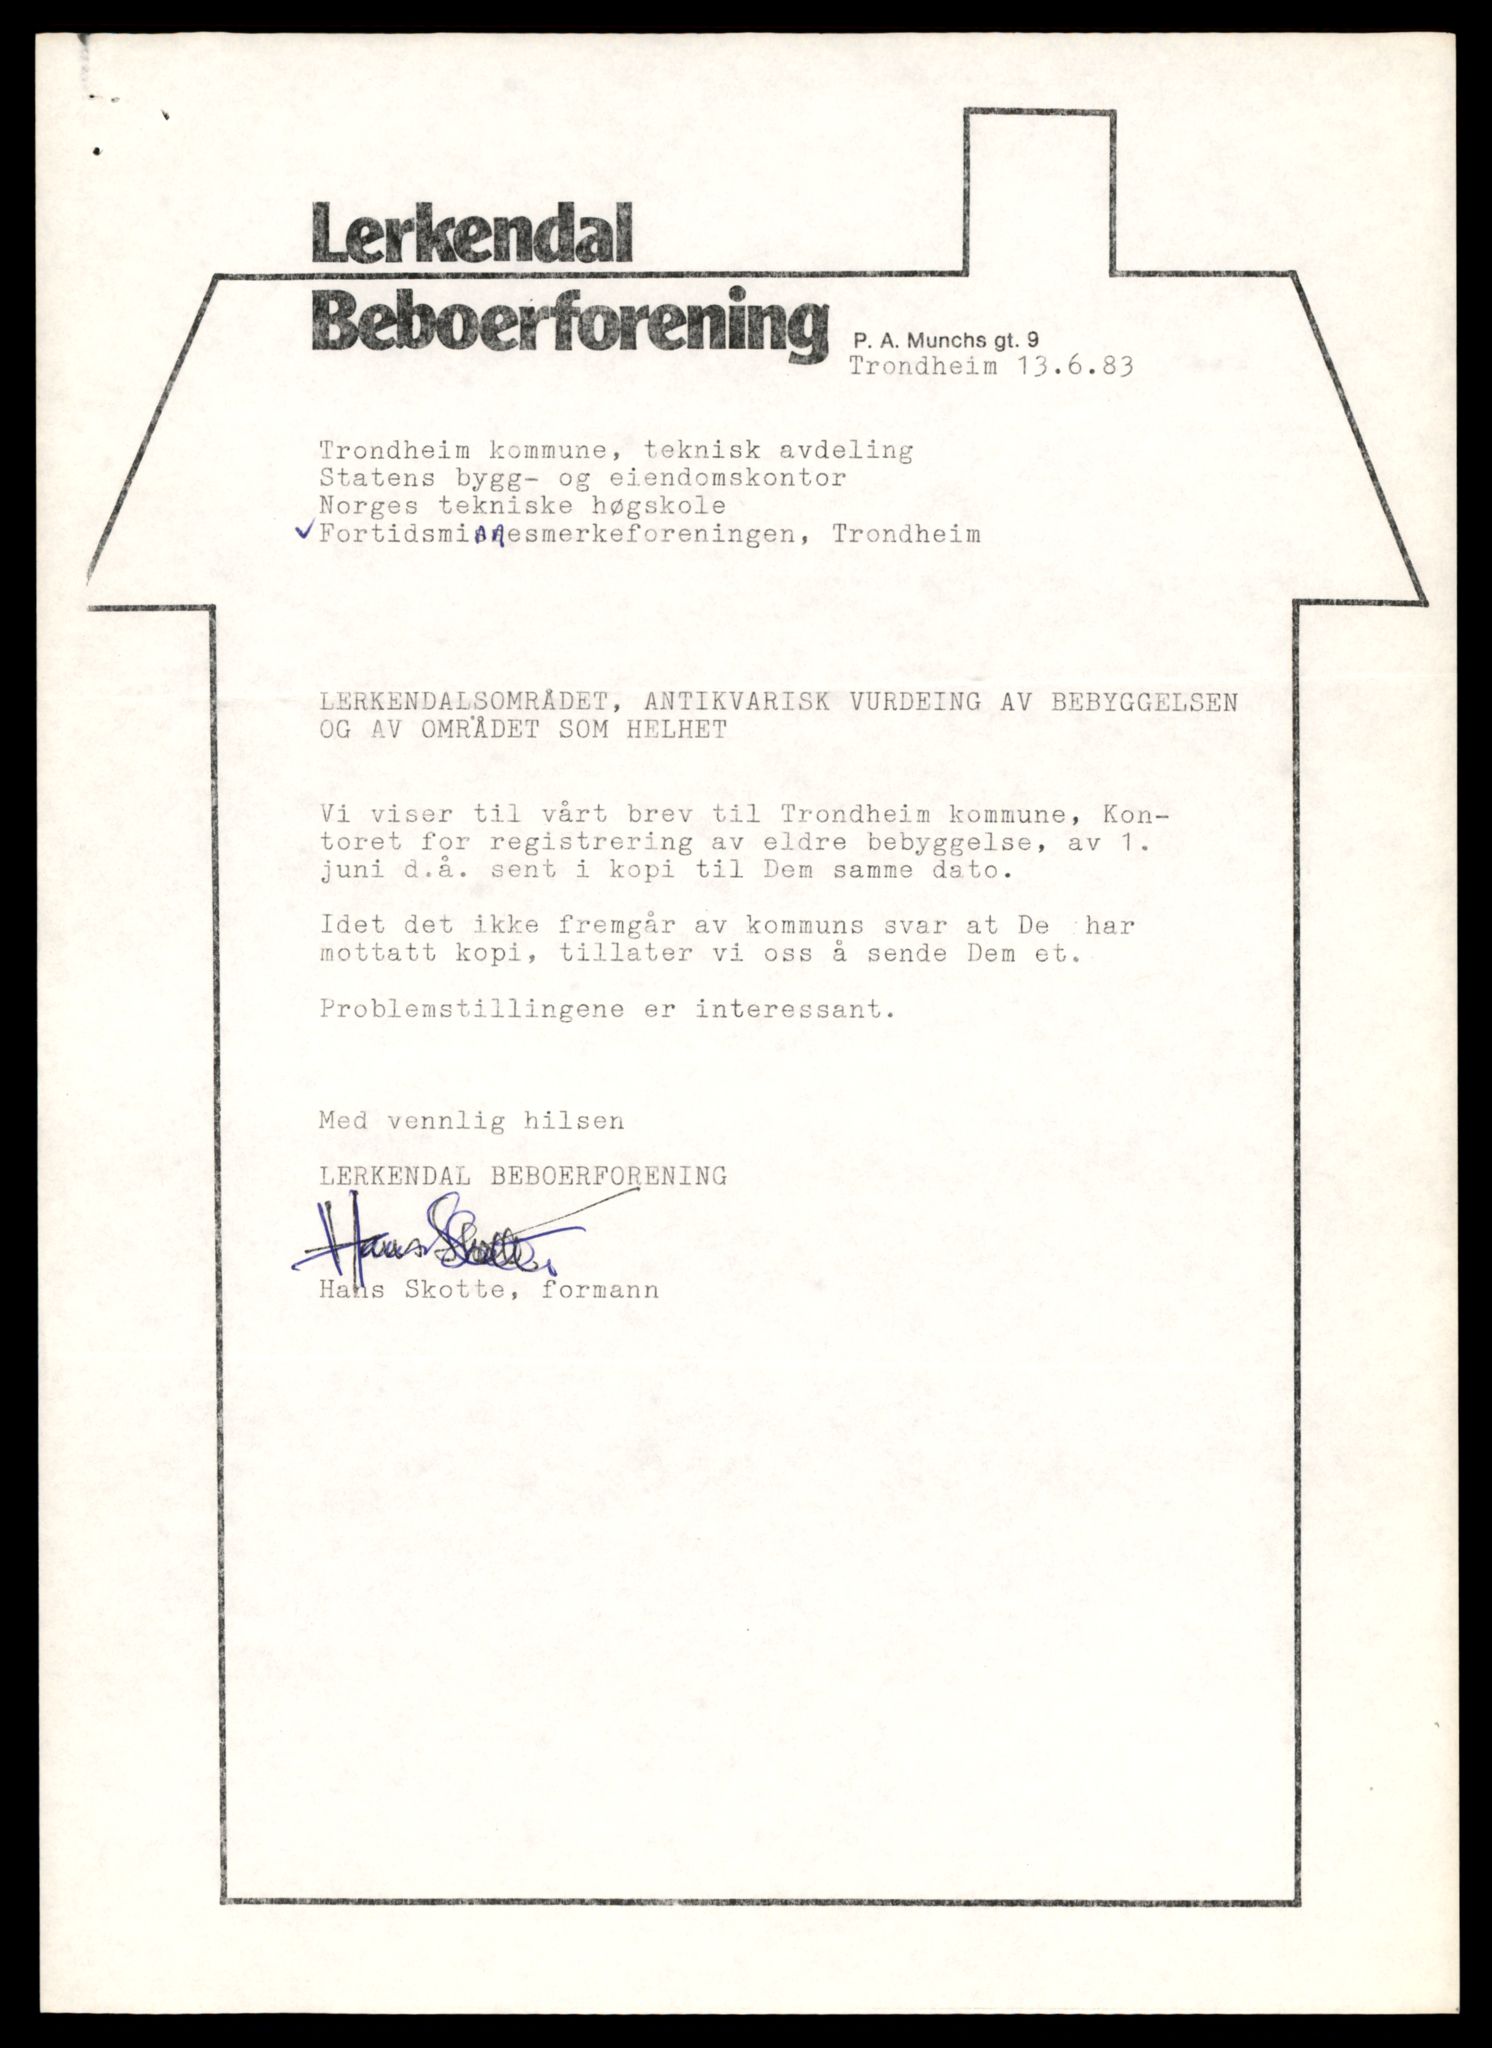 Lerkendal
Beboerforening
P. A. Munchs gt. 9
Trondheim 13.6.83
Trondheim kommune, teknisk avdeling
Statens bygg- og eiendomskontor
Norges tekniske høgskole
✓Fortidsminnesmerkeforeningen, Trondheim
LERKENDALSOMRÅDET, ANTIKVARISK VURDEING AV BEBYGGELSEN
OG AV OMRÅDET SOM HELHET
Vi viser til vårt brev til Trondheim kommune, Kon-
toret for registrering av eldre bebyggelse, av 1.
juni d.å. sent i kopi til Dem samme dato.
Idet det ikke fremgår av kommuns svar at De har
mottatt kopi, tillater vi oss å sende Dem et.
Problemstillingene er interessant.
Med vennlig hilsen
LERKENDAL BEBOERFORENING
Hans Skotte
Hans Skotte, formann